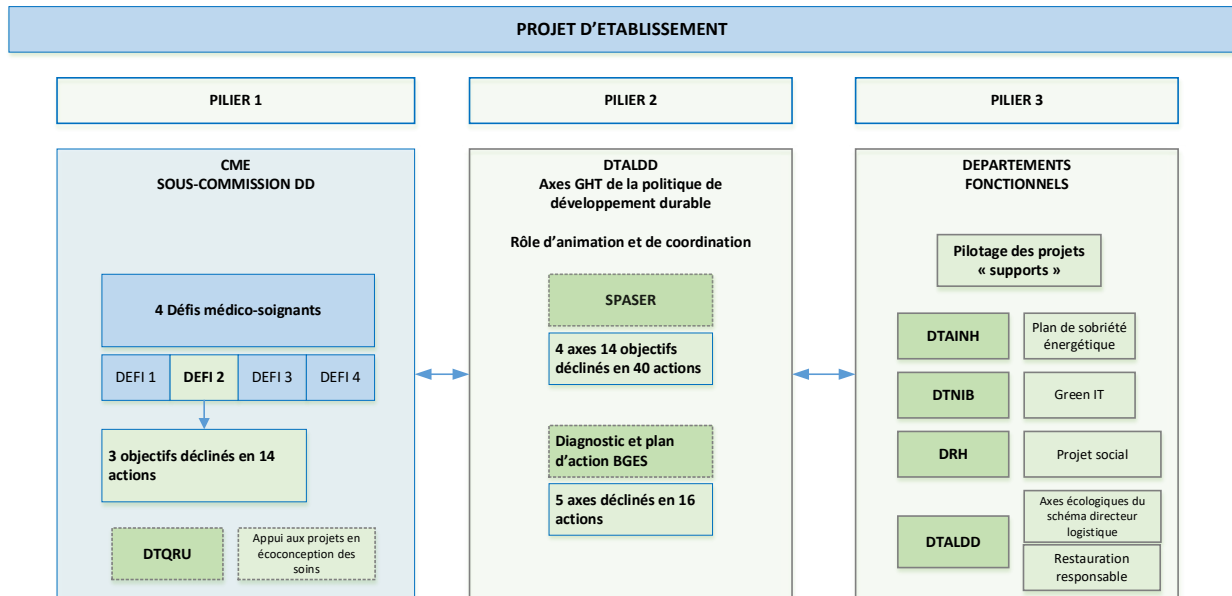 PROJET D'ETABLISSEMENT
PILIER 1
CME
SOUS-COMMISSION DD
4 Défis médico-soignants
DEFI 1
DEFI 2
DEFI 3
DEFI 4
3 objectifs déclinés en 14
actions
DTQRU
Appui aux projets en
écoconception des
soins
PILIER 2
DTALDD
Axes GHT de la politique de
développement durable
Rôle d'animation et de coordination
SPASER
4 axes 14 objectifs
déclinés en 40 actions
Diagnostic et plan
d'action BGES
5 axes déclinés en 16
actions
PILIER 3
DEPARTEMENTS
FONCTIONNELS
Pilotage des projets
« supports »
DTAINH
Plan de sobriété
énergétique
DTNIB
Green IT
DRH
Projet social
DTALDD
Axes écologiques du
schéma directeur
logistique
Restauration
responsable